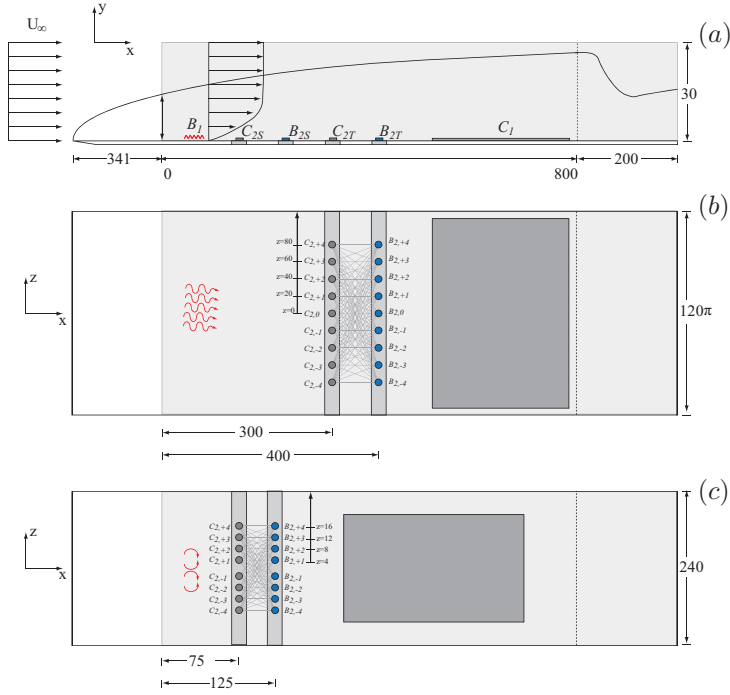 U∞
y
x
(a)
B1
C2S
B2S
C2T
B2T
C1
30
341
0
800
200
(b)
z
x
z=80
z=60
z=40
z=20
z=0
C2,+4
C2,+3
C2,+2
C2,+1
C2,0
C2,-1
C2,-2
C2,-3
C2,-4
B2,+4
B2,+3
B2,+2
B2,+1
B2,0
B2,-1
B2,-2
B2,-3
B2,-4
120π
300
400
(c)
z
x
C2,+4
C2,+3
C2,+2
C2,+1
C2,-1
C2,-2
C2,-3
C2,-4
B2,+4
B2,+3
B2,+2
B2,+1
B2,-1
B2,-2
B2,-3
B2,-4
z=16
z=12
z=8
z=4
240
75
125